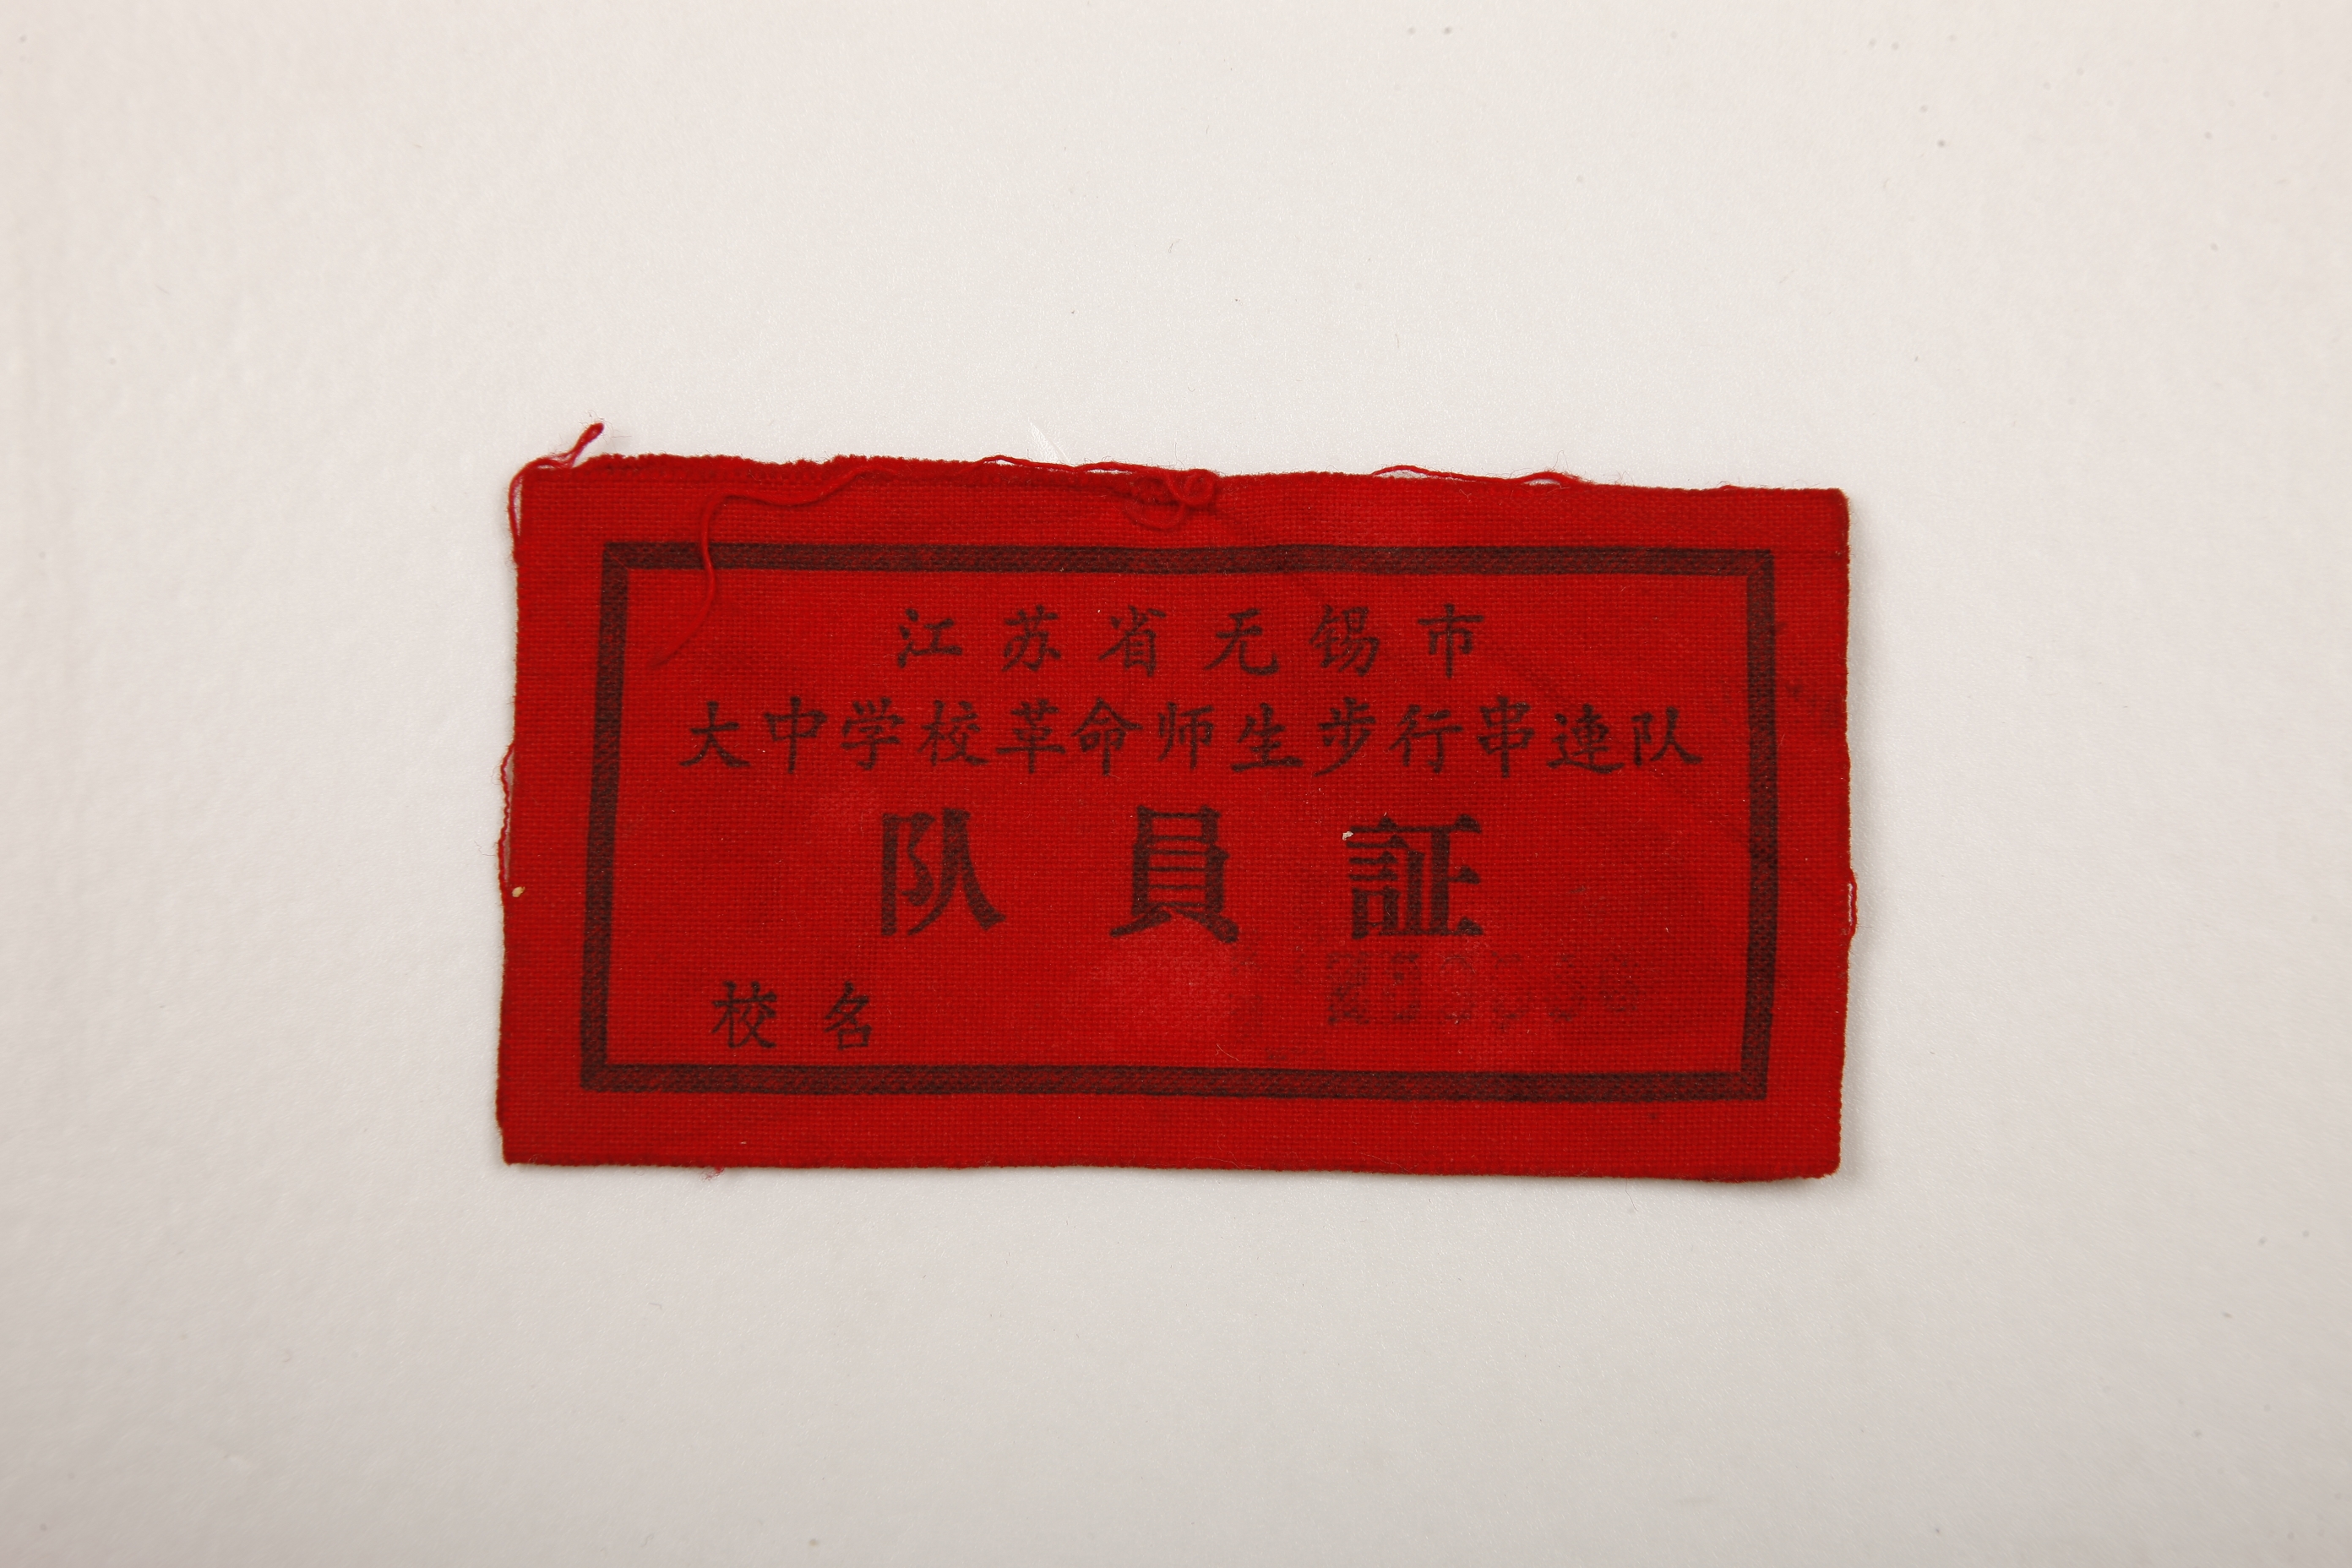 江苏省无锡市
大中学校革命师生步行串連队
队員証
校名